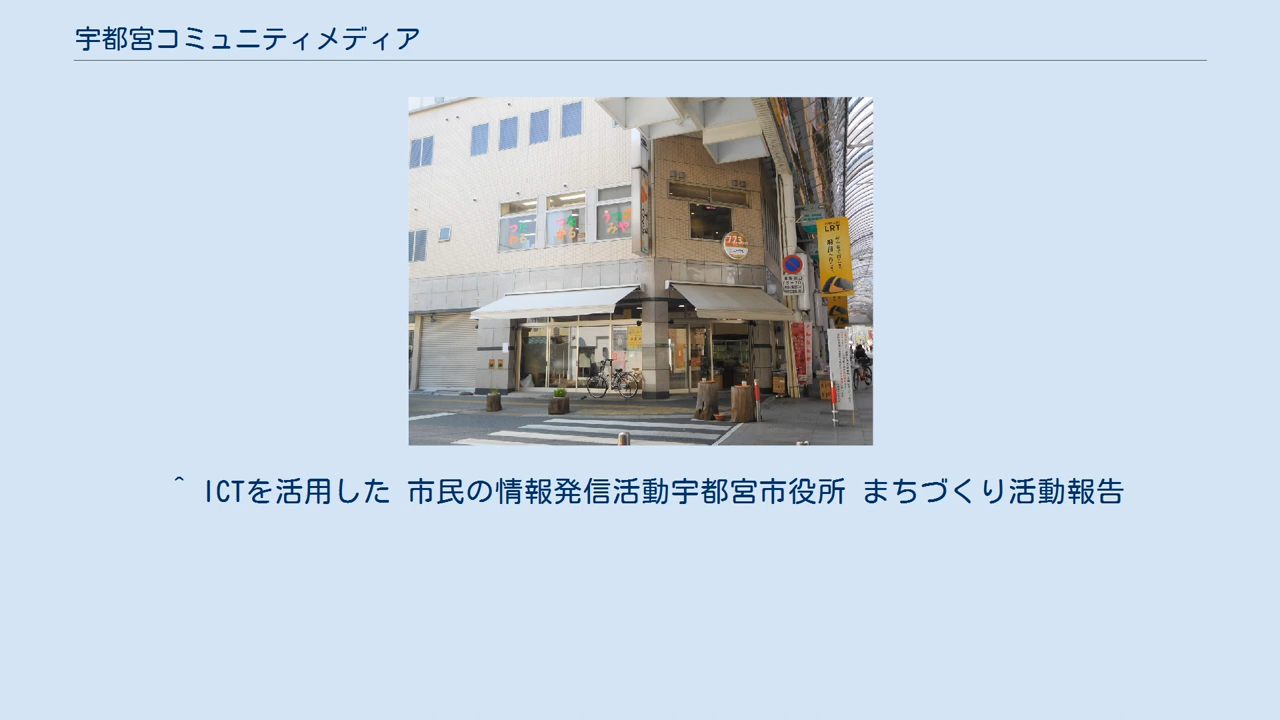 宇都宮コミュニティメディア
LRT
^ ICTを活用した 市民の情報発信活動宇都宮市役所 まちづくり活動報告